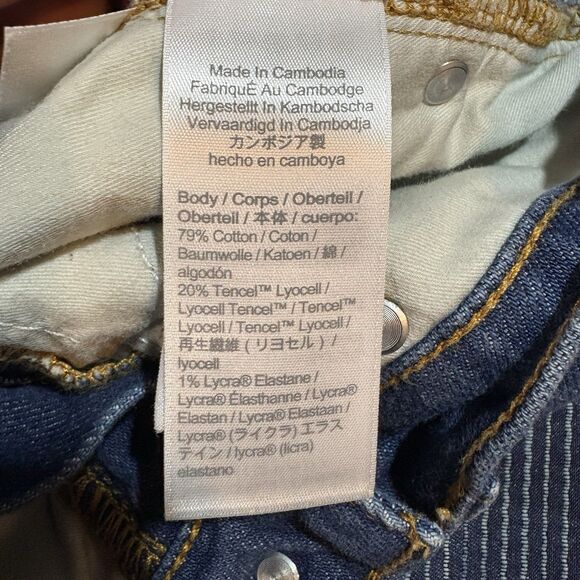 Made In Cambodia
FabriquÉ Au Cambodge
Hergestellt In Kambodscha
Vervaardigd In Cambodja
カンボジア製
hecho en camboya
Body / Corps / Oberteil /
Oberteil / 本体 / cuerpo:
79% Cotton / Coton /
Baumwolle / Katoen / 綿 /
algodón
20% Tencel™ Lyocell /
Lyocell Tencel™ / Tencel™
Lyocell / Tencel™ Lyocell /
再生繊維 ( リヨセル ) /
lyocell
1% Lycra® Elastane /
Lycra® Élasthanne / Lycra®
Elastan / Lycra® Elastaan /
Lycra® (ライクラ) エラス
ティン / lycra® (licra)
elastano